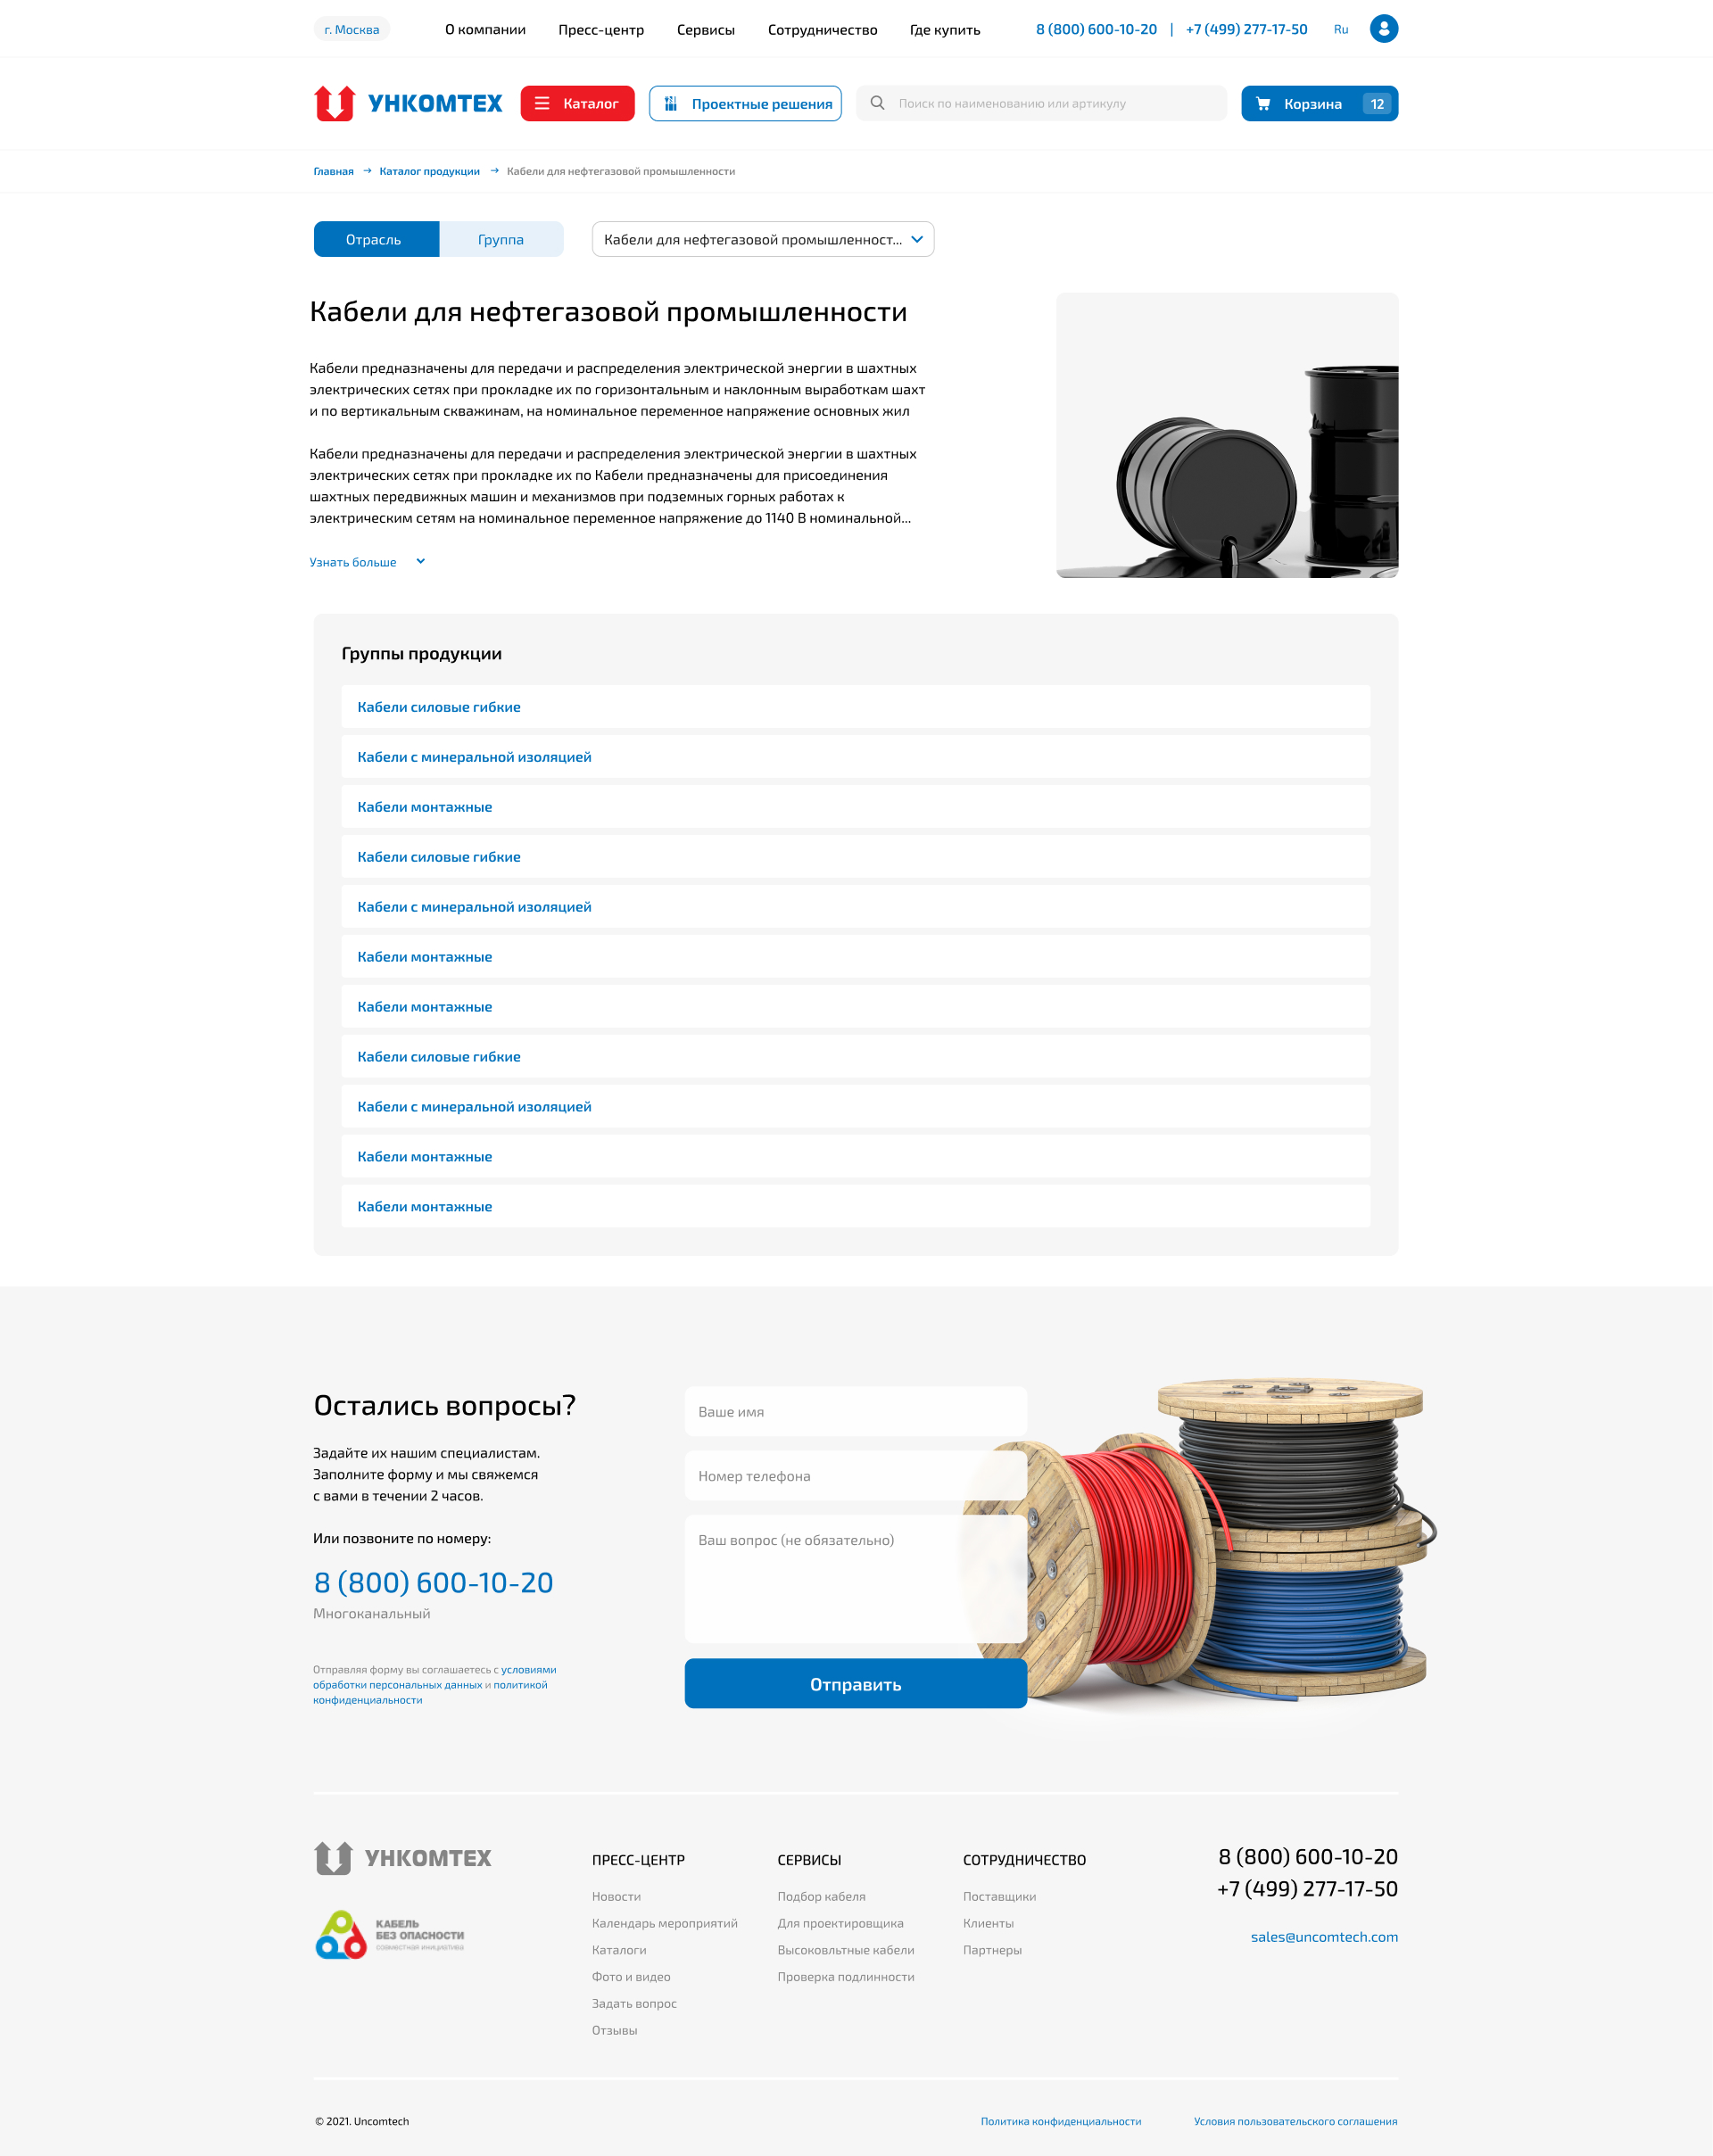 г. Москва
О компании
Пресс-центр
Сервисы
Сотрудничество
Где купить
8 (800) 600-10-20 | +7 (499) 277-17-50
Ru
УНКОМТЕХ
Каталог
Проектные решения
Поиск по наименованию или артикулу
Корзина
12
Главная
Каталог продукции
Кабели для нефтегазовой промышленности
Отрасль
Группа
Кабели для нефтегазовой промышленност...
Кабели для нефтегазовой промышленности
Кабели предназначены для передачи и распределения электрической энергии в шахтных
электрических сетях при прокладке их по горизонтальным и наклонным выработкам шахт
и по вертикальным скважинам, на номинальное переменное напряжение основных жил
Кабели предназначены для передачи и распределения электрической энергии в шахтных
электрических сетях при прокладке их по Кабели предназначены для присоединения
шахтных передвижных машин и механизмов при подземных горных работах к
электрическим сетям на номинальное переменное напряжение до 1140 В номинальной...
Узнать больше
Группы продукции
Кабели силовые гибкие
Кабели с минеральной изоляцией
Кабели монтажные
Кабели силовые гибкие
Кабели с минеральной изоляцией
Кабели монтажные
Кабели монтажные
Кабели силовые гибкие
Кабели с минеральной изоляцией
Кабели монтажные
Кабели монтажные
Остались вопросы?
Задайте их нашим специалистам.
Заполните форму и мы свяжемся
с вами в течении 2 часов.
Или позвоните по номеру:
8 (800) 600-10-20
Многоканальный
Отправляя форму вы соглашаетесь с условиями
обработки персональных данных и политикой
конфиденциальности
Ваше имя
Номер телефона
Ваш вопрос (не обязательно)
Отправить
УНКОМТЕХ
КАБЕЛЬ
БЕЗ ОПАСНОСТИ
СОВМЕСТНАЯ ИНИЦИАТИВА
ПРЕСС-ЦЕНТР
Новости
Календарь мероприятий
Каталоги
Фото и видео
Задать вопрос
Отзывы
СЕРВИСЫ
Подбор кабеля
Для проектировщика
Высоковльтные кабели
Проверка подлинности
СОТРУДНИЧЕСТВО
Поставщики
Клиенты
Партнеры
8 (800) 600-10-20
+7 (499) 277-17-50
sales@uncomtech.com
© 2021. Uncomtech
Политика конфиденциальности
Условия пользовательского соглашения